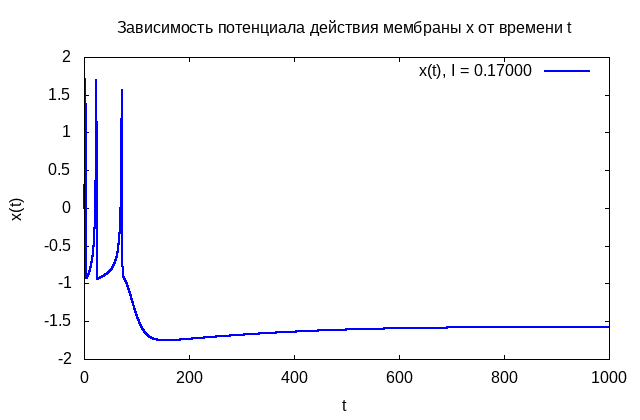 Зависимость потенциала действия мембраны x от времени t
x(t), I = 0.17000
2
1.5
1
0.5
0
-0.5
-1
-1.5
-2
x(t)
0 200 400 600 800 1000
t